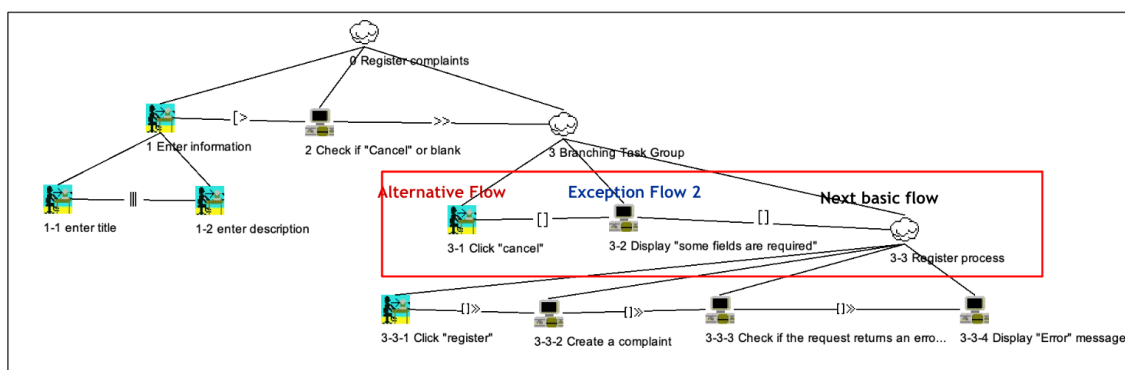 0 Register complaints
[>
>>
1 Enter information
2 Check if "Cancel" or blank
3 Branching Task Group
|||
1-1 enter title
1-2 enter description
Alternative Flow
Exception Flow 2
Next basic flow
[]
[]
3-1 Click "cancel"
3-2 Display "some fields are required"
3-3 Register process
[]»
[]»
[]»
3-3-1 Click "register"
3-3-2 Create a complaint
3-3-3 Check if the request returns an erro...
3-3-4 Display "Error" message